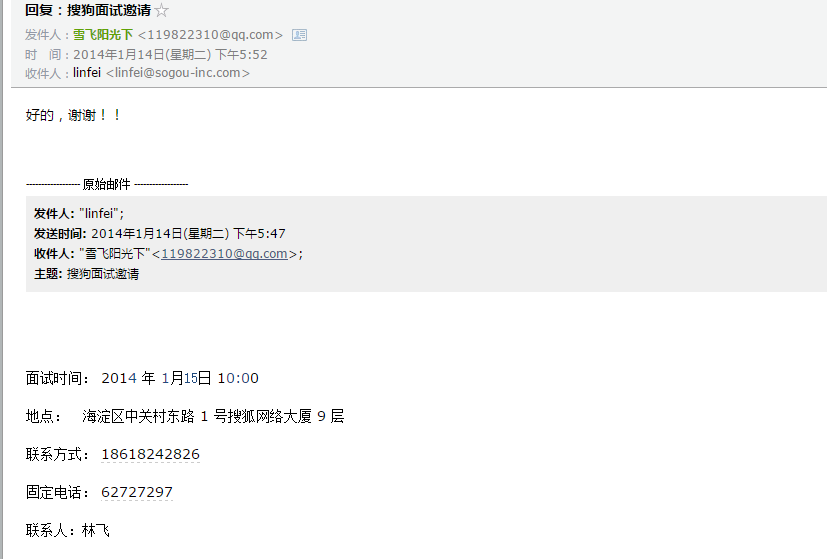 回复：搜狗面试邀请☆
发件人：雪飞阳光下 <119822310@qq.com>
时　间：2014年1月14日(星期二) 下午5:52
收件人：linfei <linfei@sogou-inc.com>
好的，谢谢！！
------------------ 原始邮件 ------------------
发件人: "linfei";
发送时间: 2014年1月14日(星期二) 下午5:47
收件人: "雪飞阳光下"<119822310@qq.com>;
主题: 搜狗面试邀请
面试时间： 2014 年 1月15日 10:00
地点： 海淀区中关村东路 1 号搜狐网络大厦 9 层
联系方式： 18618242826
固定电话： 62727297
联系人：林飞